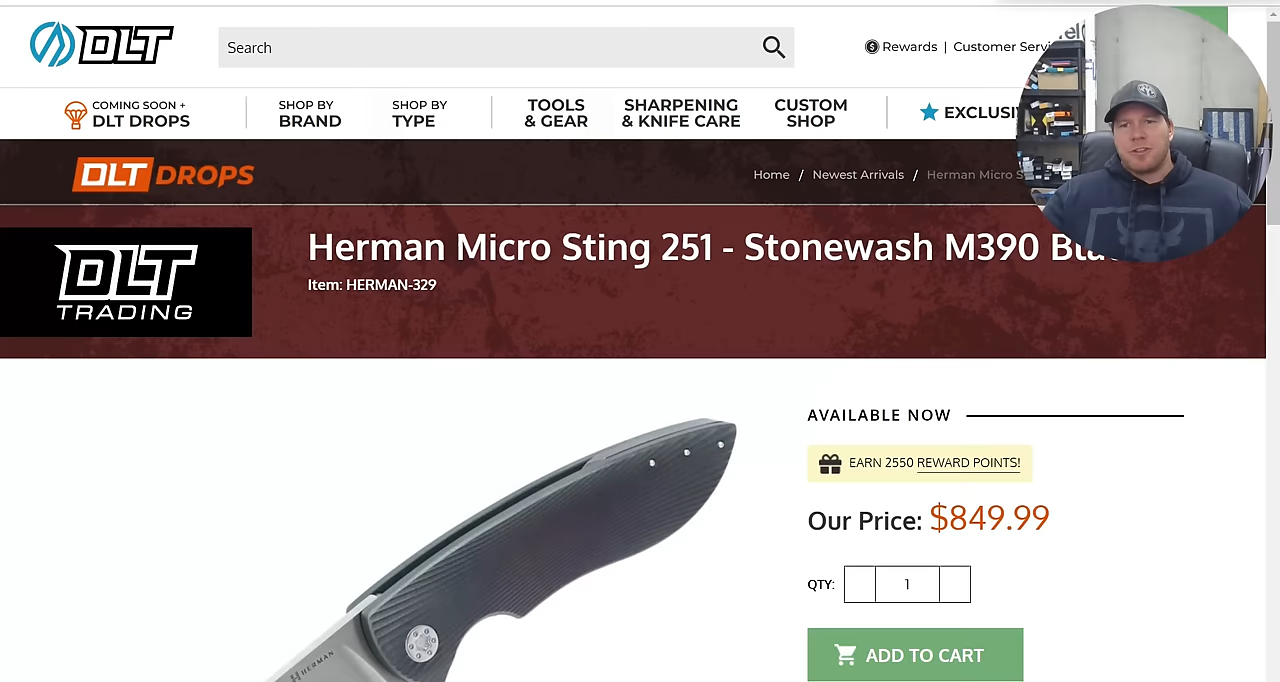 DLT
Search
Rewards | Customer Servi
COMING SOON +
DLT DROPS
SHOP BY
BRAND
SHOP BY
TYPE
TOOLS
& GEAR
SHARPENING
& KNIFE CARE
CUSTOM
SHOP
EXCLUSI
DLT DROPS
Home / Newest Arrivals / Herman Micro S
DLT
TRADING
Herman Micro Sting 251 - Stonewash M390 Bla
Item: HERMAN-329
AVAILABLE NOW
EARN 2550 REWARD POINTS!
Our Price: $849.99
QTY: 1
HERMAN
ADD TO CART